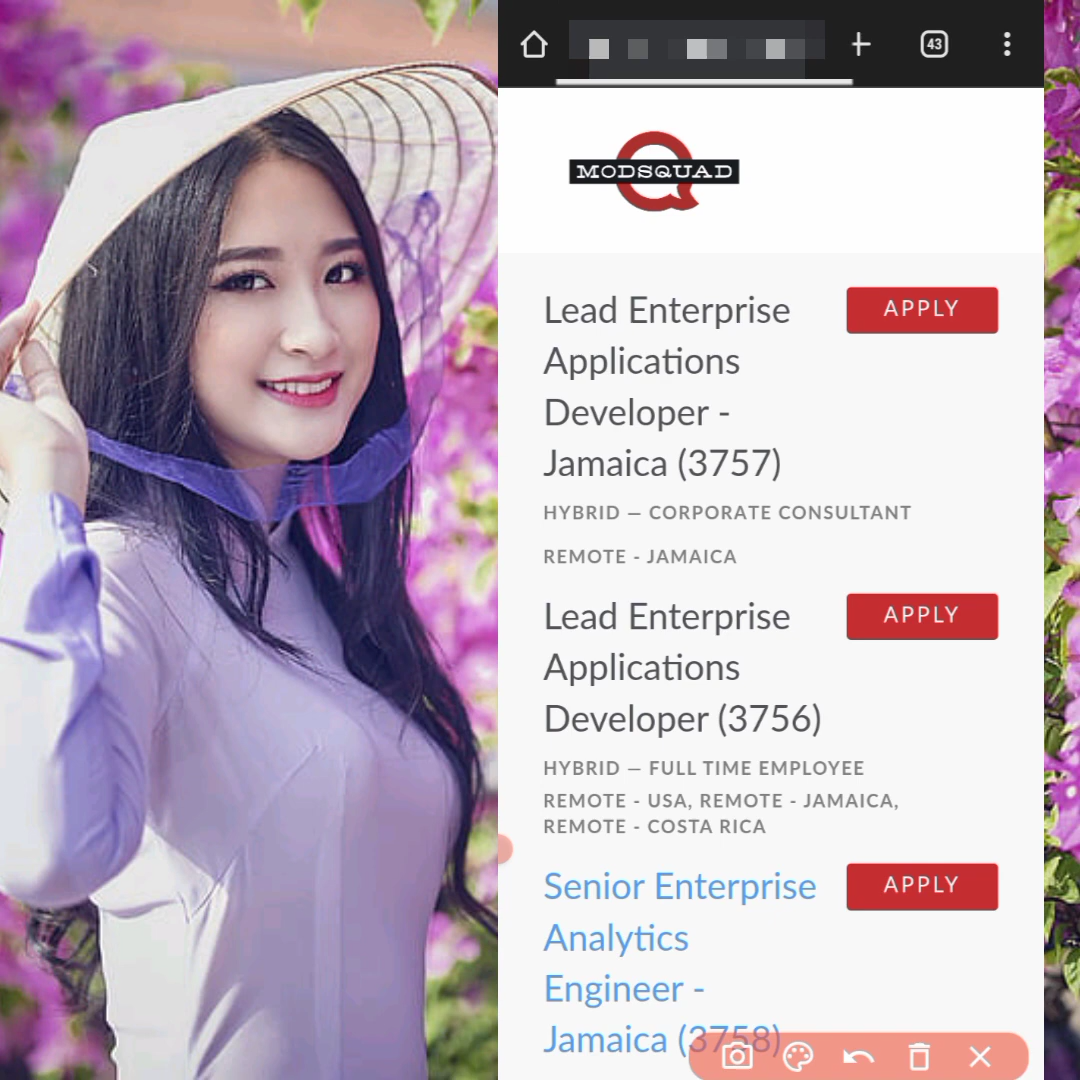 43
MODSQUAD
Lead Enterprise
Applications
Developer -
Jamaica (3757)
APPLY
HYBRID — CORPORATE CONSULTANT
REMOTE - JAMAICA
Lead Enterprise
Applications
Developer (3756)
APPLY
HYBRID — FULL TIME EMPLOYEE
REMOTE - USA, REMOTE - JAMAICA,
REMOTE - COSTA RICA
Senior Enterprise
Analytics
Engineer -
Jamaica (3758)
APPLY